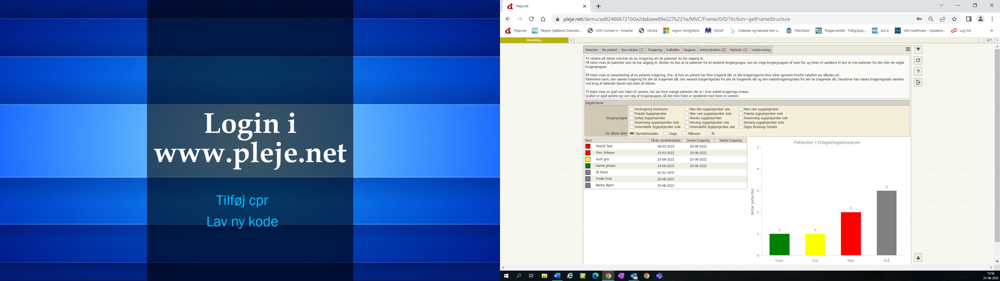 Login i
www.pleje.net
Tilføj cpr
Lav ny kode
Pleje.net
pleje.net/demo/ad624666721b0a2dabaee69e227b221e/MVC/Frame/0/0/?Action=getFrameStructure
Pleje.net Region Sjællands Dokume... VDX-Connect e - hospital Klintoe region Nordjylland RAKAT Diabetes og hævede ben o... Plan2learn Triageoverblik - TidligOpsp... AULA VAR Healthcare - Opdatere... Log ind »
Patientliste 0/7
Patienter Ny patient Nye notater (7) Triagering Indbakke Opgaver Administration (0) Nyheder (0) Undervisning
Til venstre på denne side kan du se, triagering om de patienter du har adgang til.
På listen vises de patienter som du har adgang til. Ønsker du kun at se patienter fra en bestemt brugergruppe, kan du vinge brugergruppen af oven for, og listen vil opdatere til kun at vise patienter fra den eller de valgte
brugergrupper.
På listen vises et sammendrag af en patients triagering. Dvs. at hvis en patient har flere triageret sår, vil alle triageringerne blive løbet igennem hvorfor tabellen ser således ud:
Patientens navn, den værste triagering fra alle de triagerede sår, den seneste traigeringsdato fra alle de triagerede sår og den næstetriageringsdato fra alle de triagerede sår. Derudover kan næste triageringsdato ændres
ved brug af kalender ikonet ved siden af datoen.
Til højre vises en graf over listen til venstre, her ses hvor mange patienter der er i hver enkelt triagerings niveau.
Grafen vil også ændre sig ved valg af brugergrupper, så den hele tiden er opdateret med listen til venstre.
Søgekriterier
Brugergrupper
Vordingborg Kommune Møn Øst sygeplejersker ude Møn vest sygeplejersker
Præstø Sygeplejersker Møn vest sygeplejersker inde Præstø sygeplejersker inde
Solhøj Sygeplejersker Skovbo sygeplejersker Rosenvang sygeplejersker ude
Rosenvang sygeplejersker inde Solvang sygeplejersker ude Solvang sygeplejersker inde
Vintersbølle Sygeplejersker inde Vintersbølle Sygeplejersker ude Signe Binderup Schultz
Vis sårets alder Oprettelsesdato Dage Måneder År
Navn Sårets oprettelsesdato Senete triagering Næste triagering
Test25 Test 06-03-2019 25-08-2022
Finn Virksom 15-03-2022 25-08-2022
Gurli gris 25-08-2022 25-08-2022
hanne jensen 14-06-2019 25-08-2022
Ib Ibsen 01-01-1970
Frede Frisk 25-08-2022
Benny Bjørn 25-08-2022
Patienter i triageringsniveauer
Antal patienter
5
4
3
2
1
0
1 1 2 3
Grøn Gul Rød Grå
15:56
25-08-2022